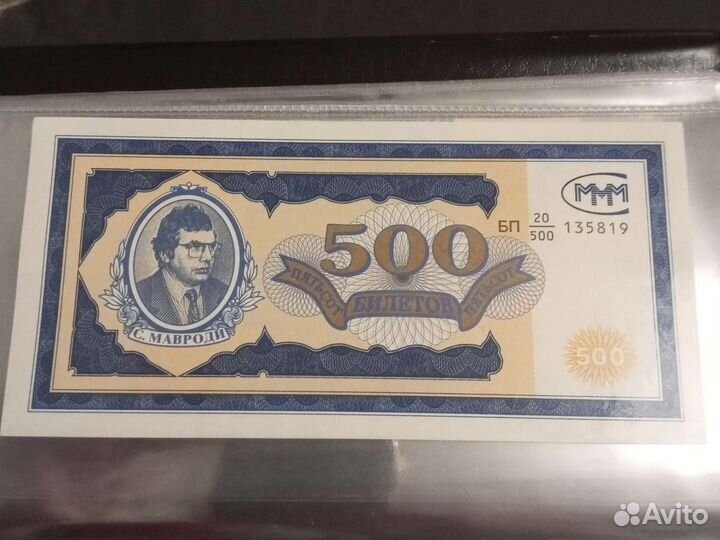 МММ
БП 20/500 135819
500
ПЯТЬСОТ БИЛЕТОВ ПЯТЬСОТ
С. МАВРОДИ
500
Avito